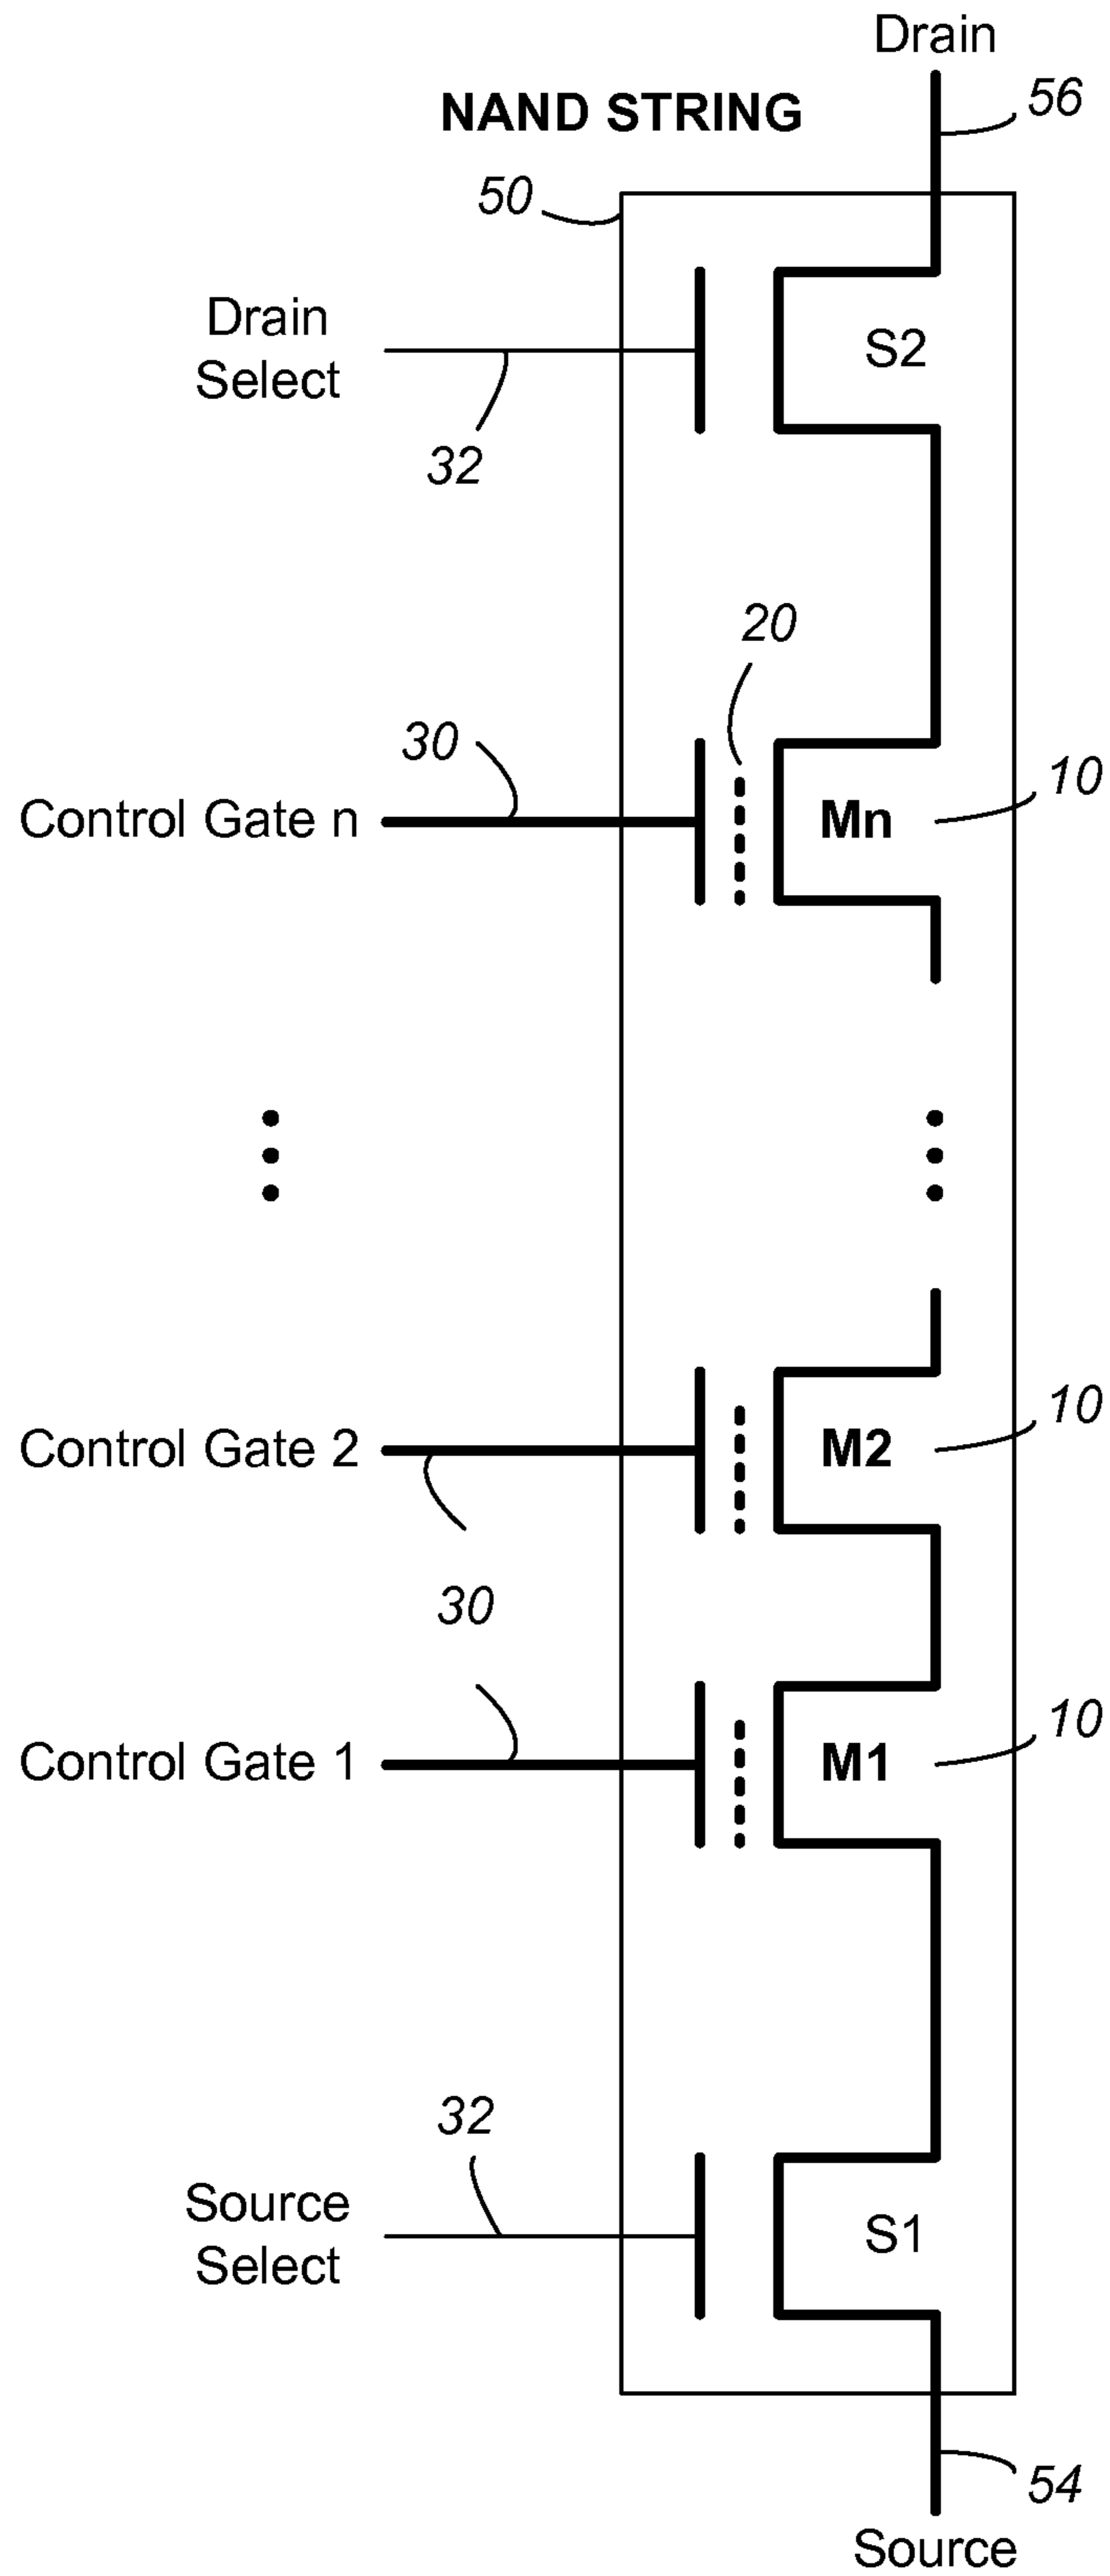 Drain
56
NAND STRING
50
Drain
Select
S2
32
20
30
10
Control Gate n
Mn
10
Control Gate 2
M2
30
10
Control Gate 1
M1
32
Source
Select
S1
54
Source